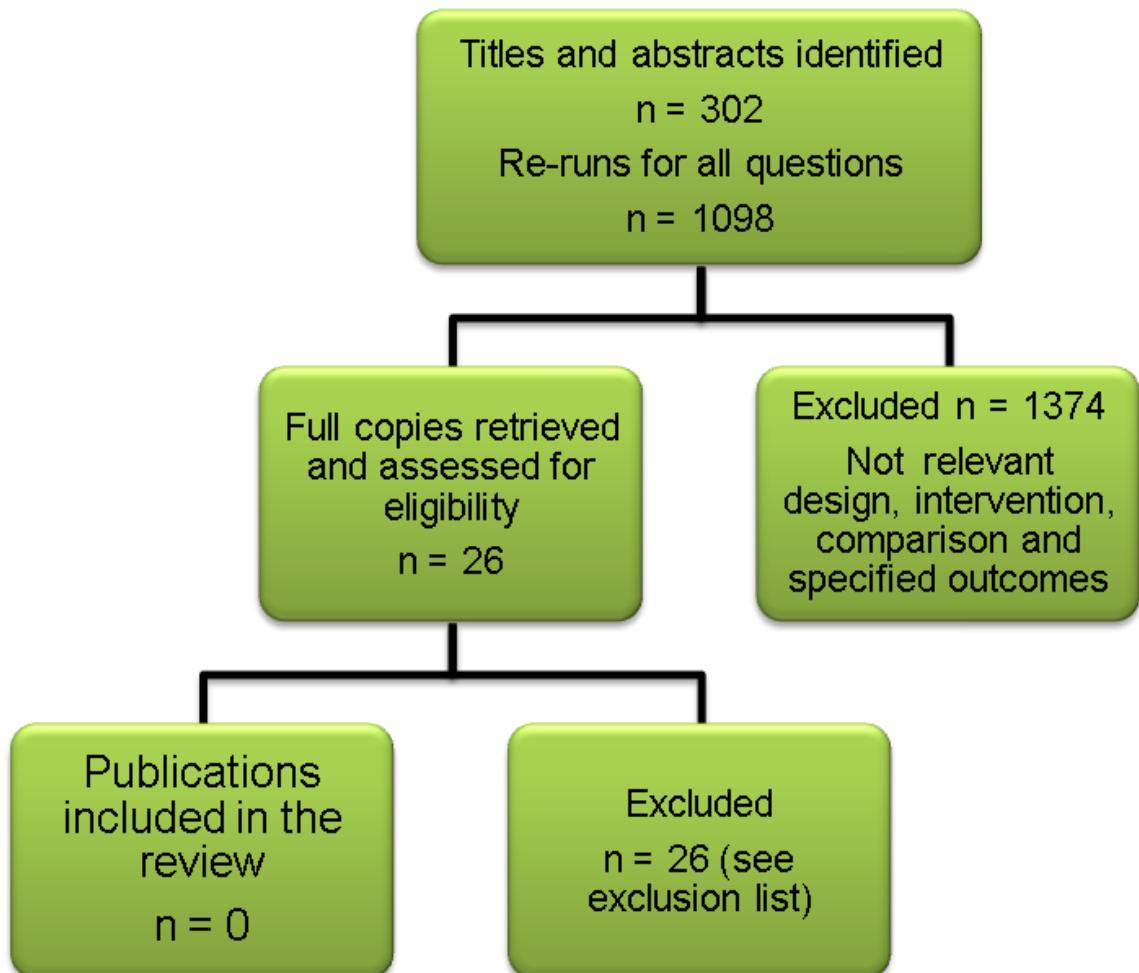 Titles and abstracts identified
n = 302
Re-runs for all questions
n = 1098
Full copies retrieved
and assessed for
eligibility
n = 26
Excluded n = 1374
Not relevant
design, intervention,
comparison and
specified outcomes
Publications
included in the
review
n = 0
Excluded
n = 26 (see
exclusion list)